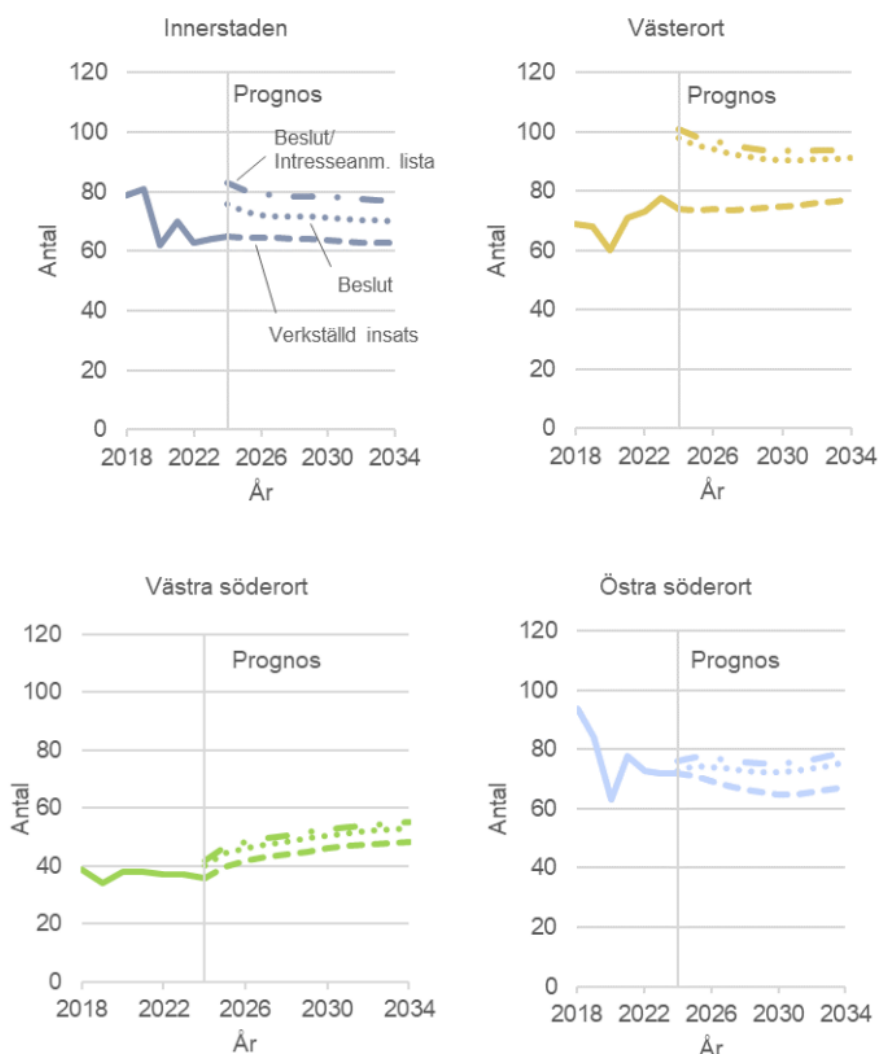 Innerstaden
120
100
80
60
40
20
0
Antal
Prognos
Beslut/
Intresseanm. lista
Beslut
Verkställd insats
2018 2022 2026 2030 2034
År
Västerort
120
100
80
60
40
20
0
Antal
Prognos
2018 2022 2026 2030 2034
År
Västra söderort
120
100
80
60
40
20
0
Antal
Prognos
2018 2022 2026 2030 2034
År
Östra söderort
120
100
80
60
40
20
0
Antal
Prognos
2018 2022 2026 2030 2034
År